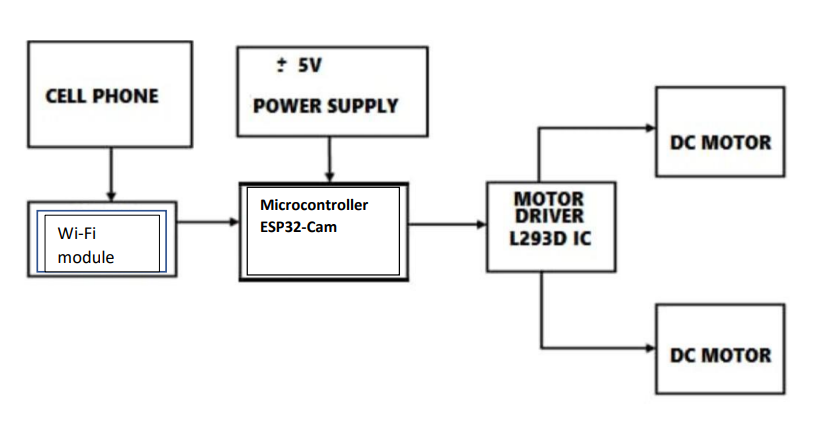 CELL PHONE
± 5V
POWER SUPPLY
DC MOTOR
Wi-Fi
module
Microcontroller
ESP32-Cam
MOTOR
DRIVER
L293D IC
DC MOTOR